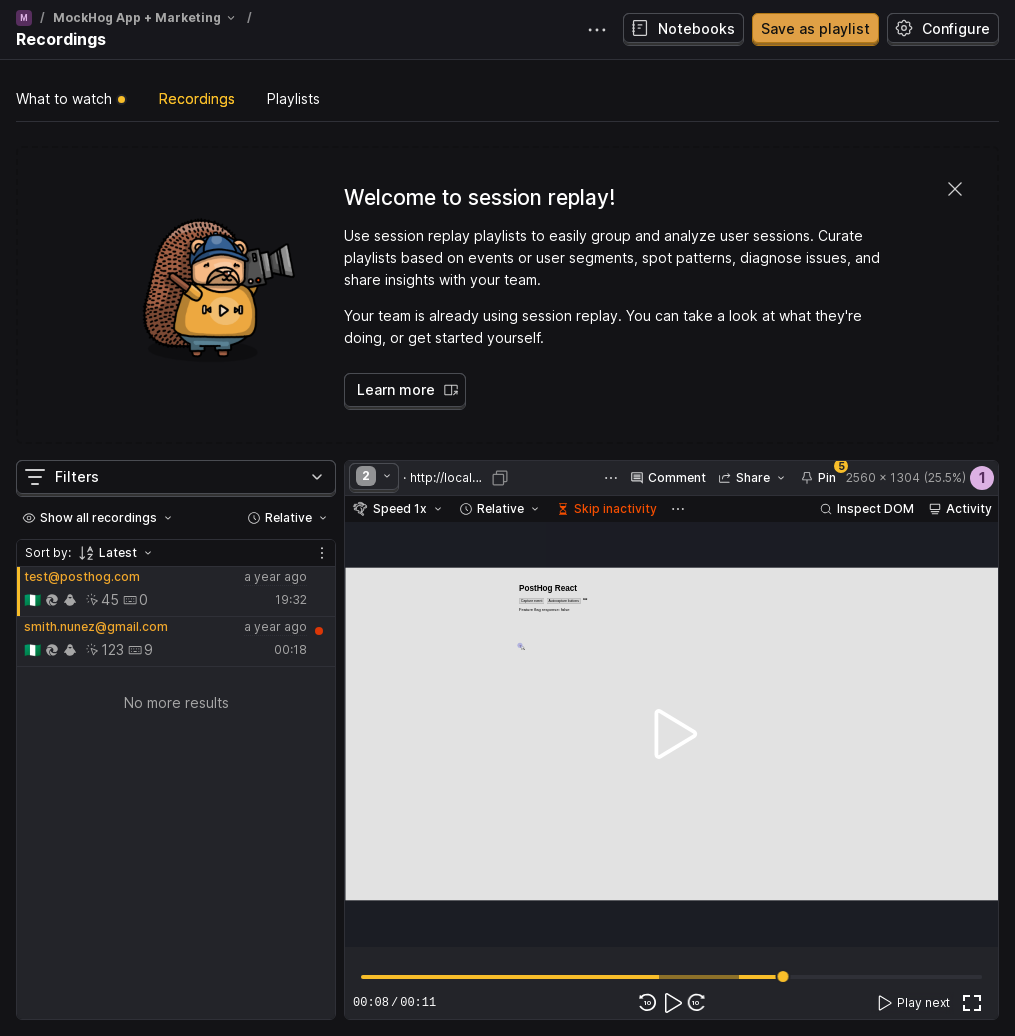 M / MockHog App + Marketing /
Recordings
Notebooks
Save as playlist
Configure
What to watch
Recordings
Playlists
Welcome to session replay!
Use session replay playlists to easily group and analyze user sessions. Curate
playlists based on events or user segments, spot patterns, diagnose issues, and
share insights with your team.
Your team is already using session replay. You can take a look at what they're
doing, or get started yourself.
Learn more
Filters
Show all recordings
Relative
Sort by: Latest
test@posthog.com a year ago
45 0 19:32
smith.nunez@gmail.com a year ago
123 9 00:18
No more results
2 · http://local... Comment Share Pin 5 2560 × 1304 (25.5%) 1
Speed 1x Relative Skip inactivity ··· Inspect DOM Activity
PostHog React
Capture event Autocapture buttons
Feature flag response: false
00:08 / 00:11
10 10
Play next